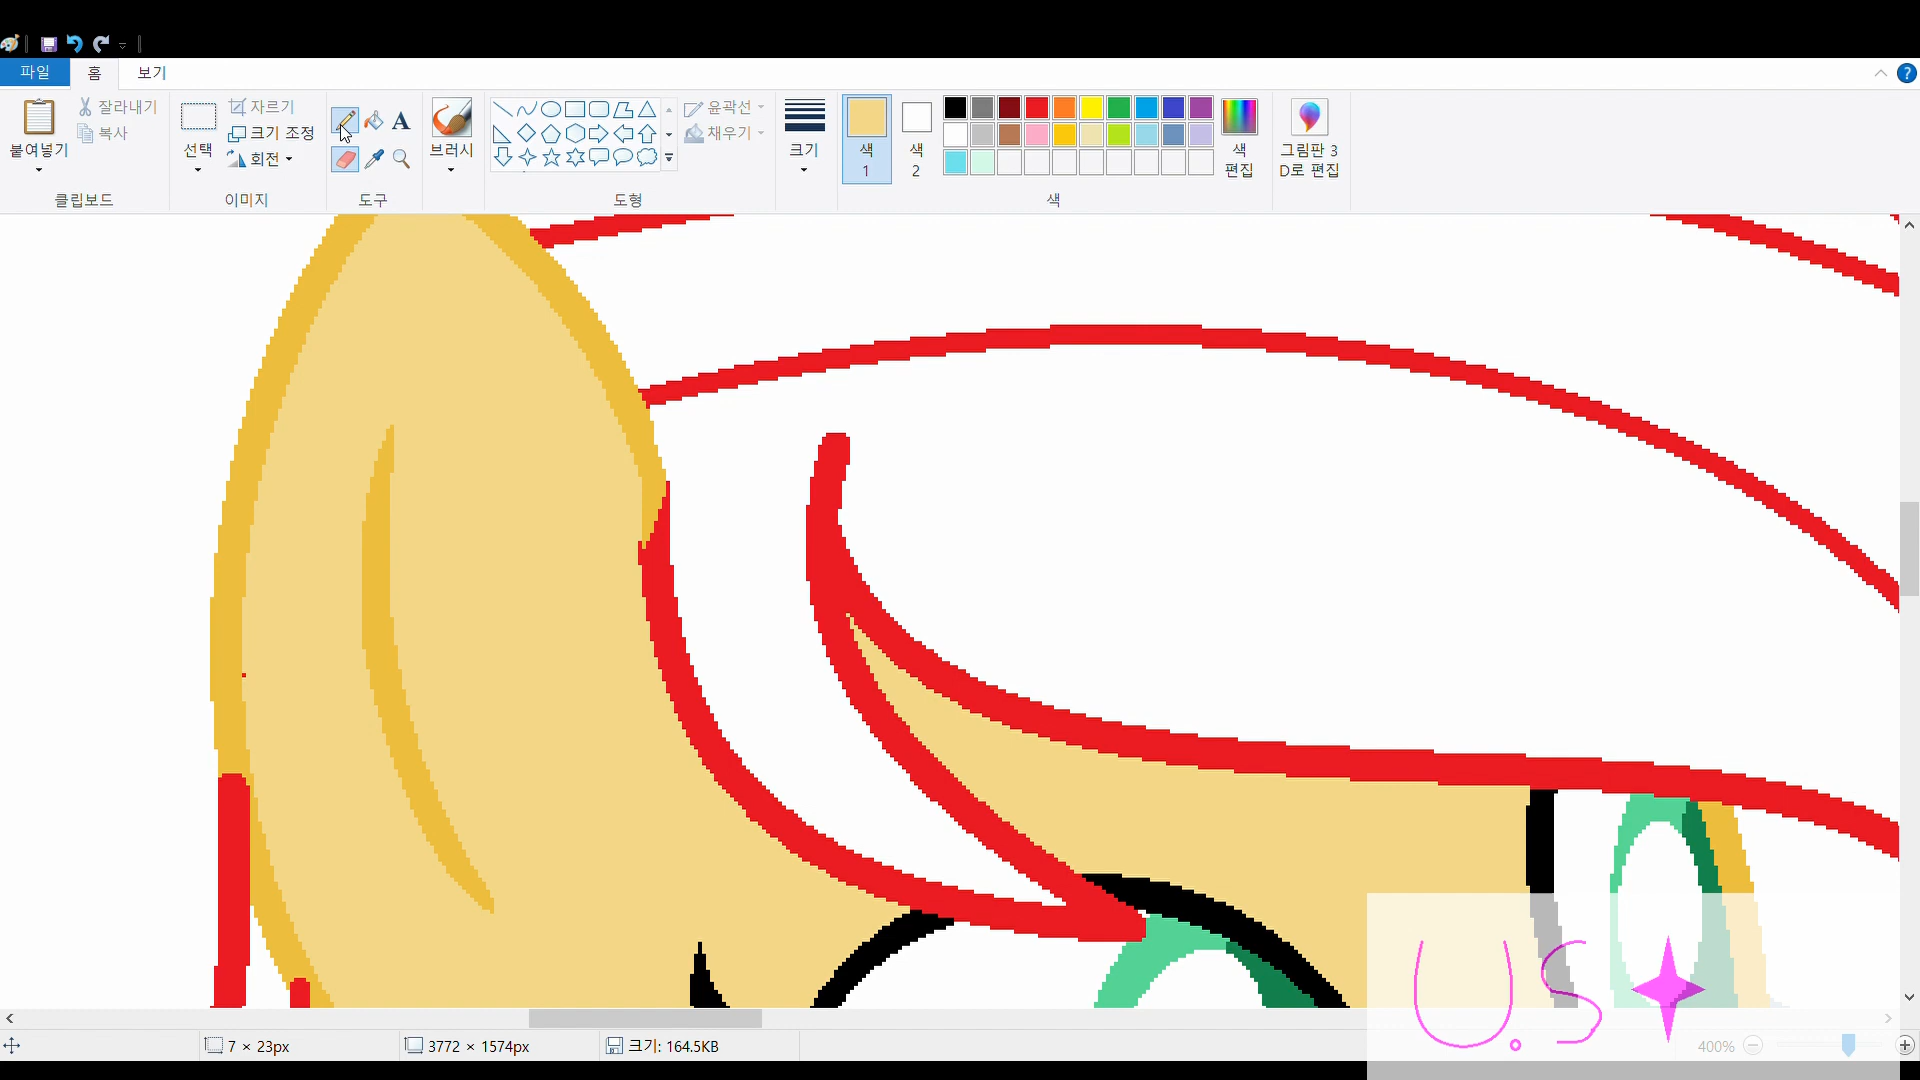 파일 홈 보기
붙여넣기 잘라내기 복사 선택 자르기 크기 조정 회전 A 브러시 윤곽선 채우기 크기 색 1 색 2 색 편집 그림판 3D로 편집
클립보드 이미지 도구 도형 색
U.S
7 × 23px 3772 × 1574px 크기: 164.5KB 400%